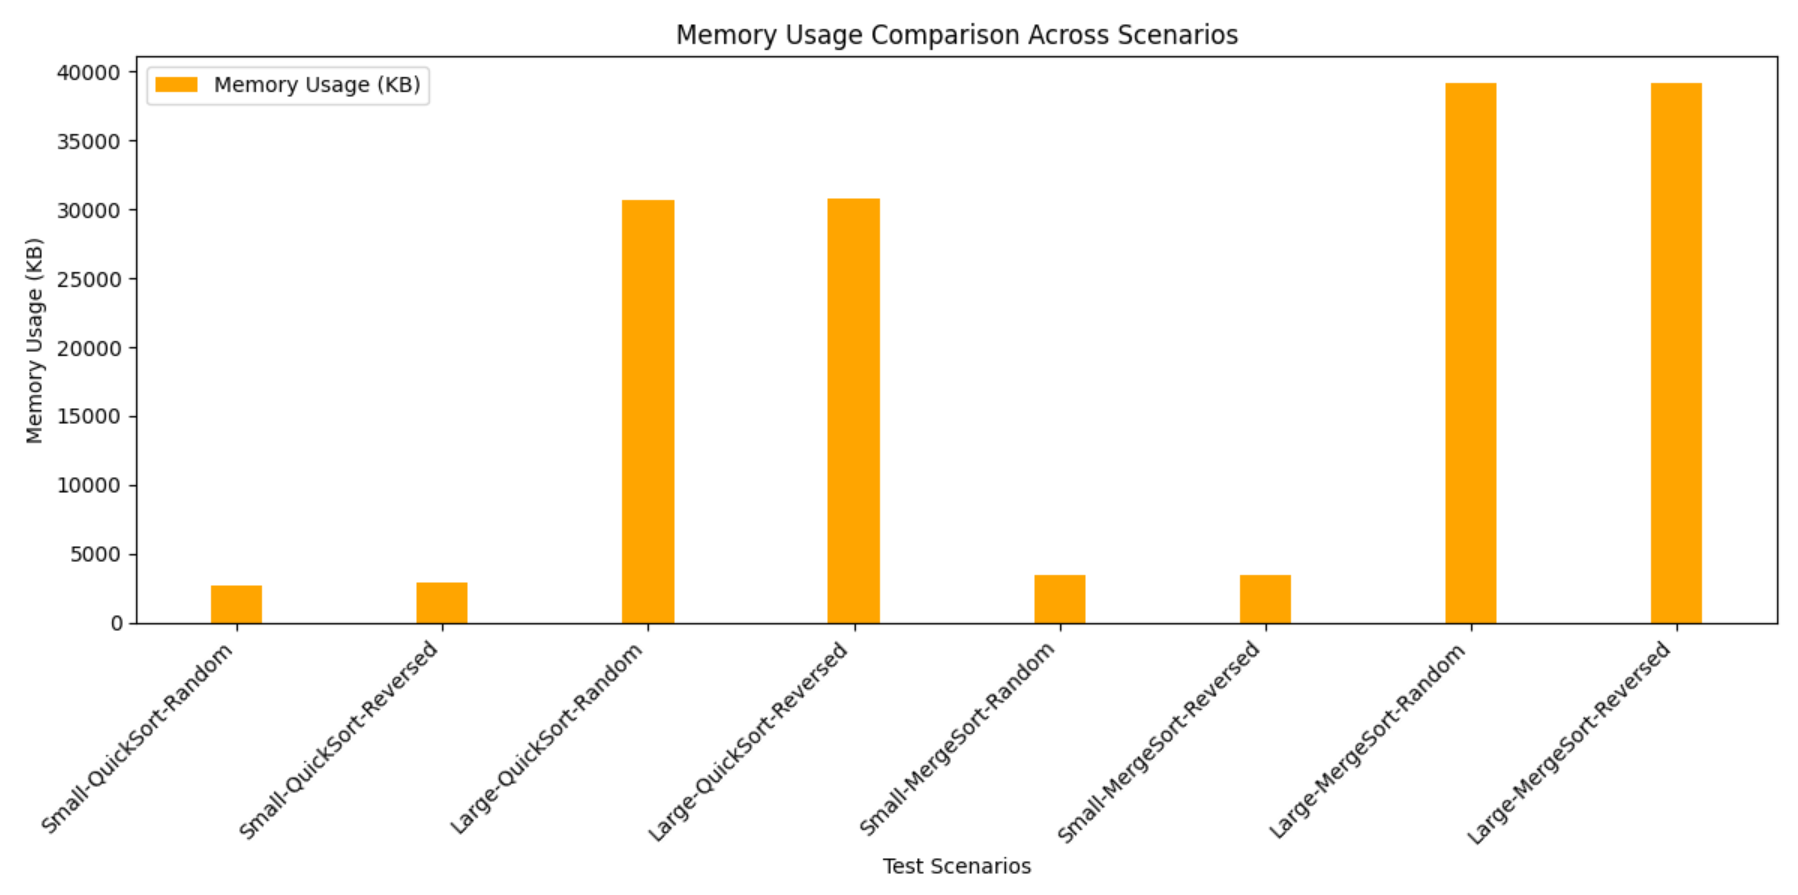 Memory Usage Comparison Across Scenarios
Memory Usage (KB)
Memory Usage (KB)
40000
35000
30000
25000
20000
15000
10000
5000
0
Small-QuickSort-Random
Small-QuickSort-Reversed
Large-QuickSort-Random
Large-QuickSort-Reversed
Small-MergeSort-Random
Small-MergeSort-Reversed
Large-MergeSort-Random
Large-MergeSort-Reversed
Test Scenarios